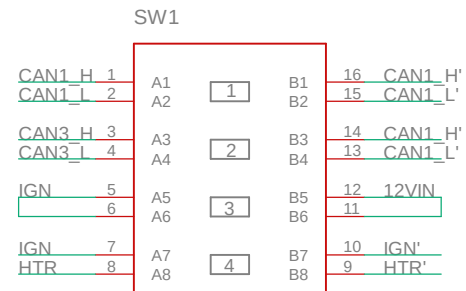 SW1
CAN1_H 1 A1 1 B1 16 CAN1_H'
CAN1_L 2 A2 B2 15 CAN1_L'
CAN3_H 3 A3 2 B3 14 CAN1_H'
CAN3_L 4 A4 B4 13 CAN1_L'
IGN 5 A5 3 B5 12 12VIN
6 A6 B6 11
IGN 7 A7 4 B7 10 IGN'
HTR 8 A8 B8 9 HTR'